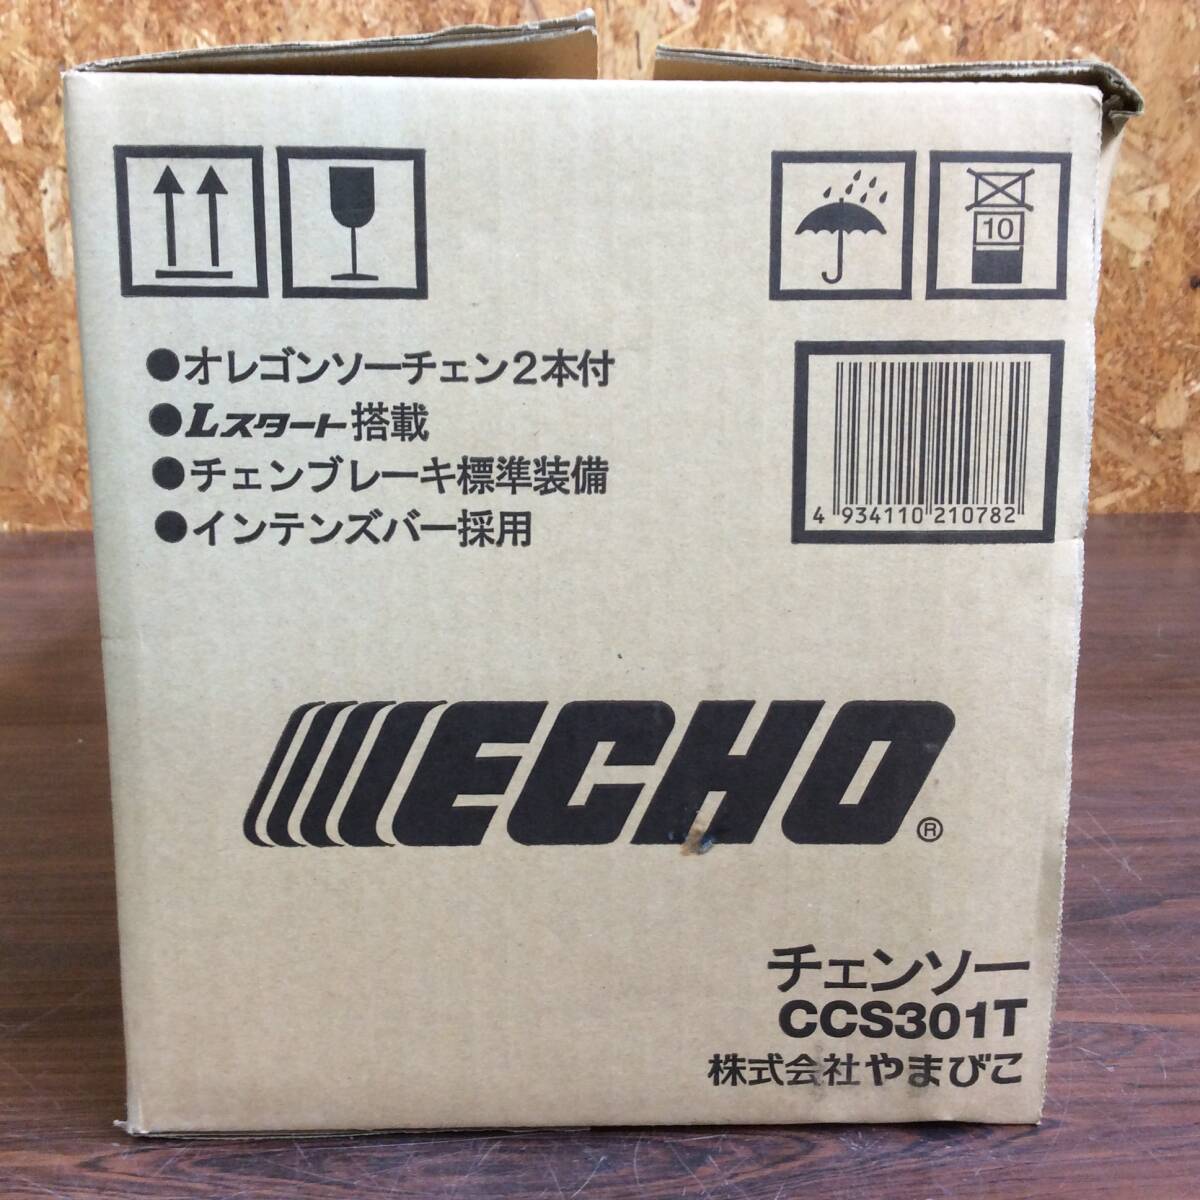 10
●オレゴンソーチェン2本付
●Lスタート搭載
●チェンブレーキ標準装備
●インテンズバー採用
4 934110 210782
ECHO®
チェンソー
CCS301T
株式会社やまびこ